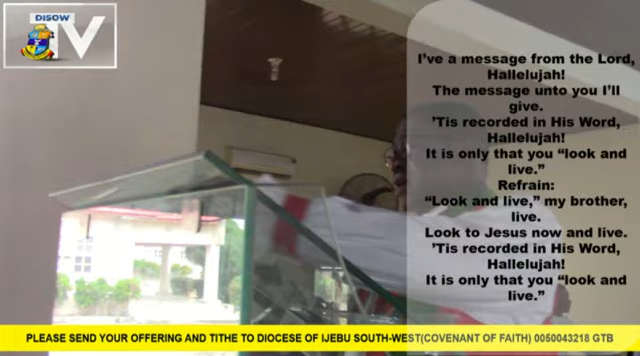 DISOW
TV
I've a message from the Lord,
Hallelujah!
The message unto you I'll
give.
'Tis recorded in His Word,
Hallelujah!
It is only that you “look and
live.”
Refrain:
“Look and live,” my brother,
live.
Look to Jesus now and live.
'Tis recorded in His Word,
Hallelujah!
It is only that you “look and
live.”
PLEASE SEND YOUR OFFERING AND TITHE TO DIOCESE OF IJEBU SOUTH-WEST(COVENANT OF FAITH) 0050043218 GTB